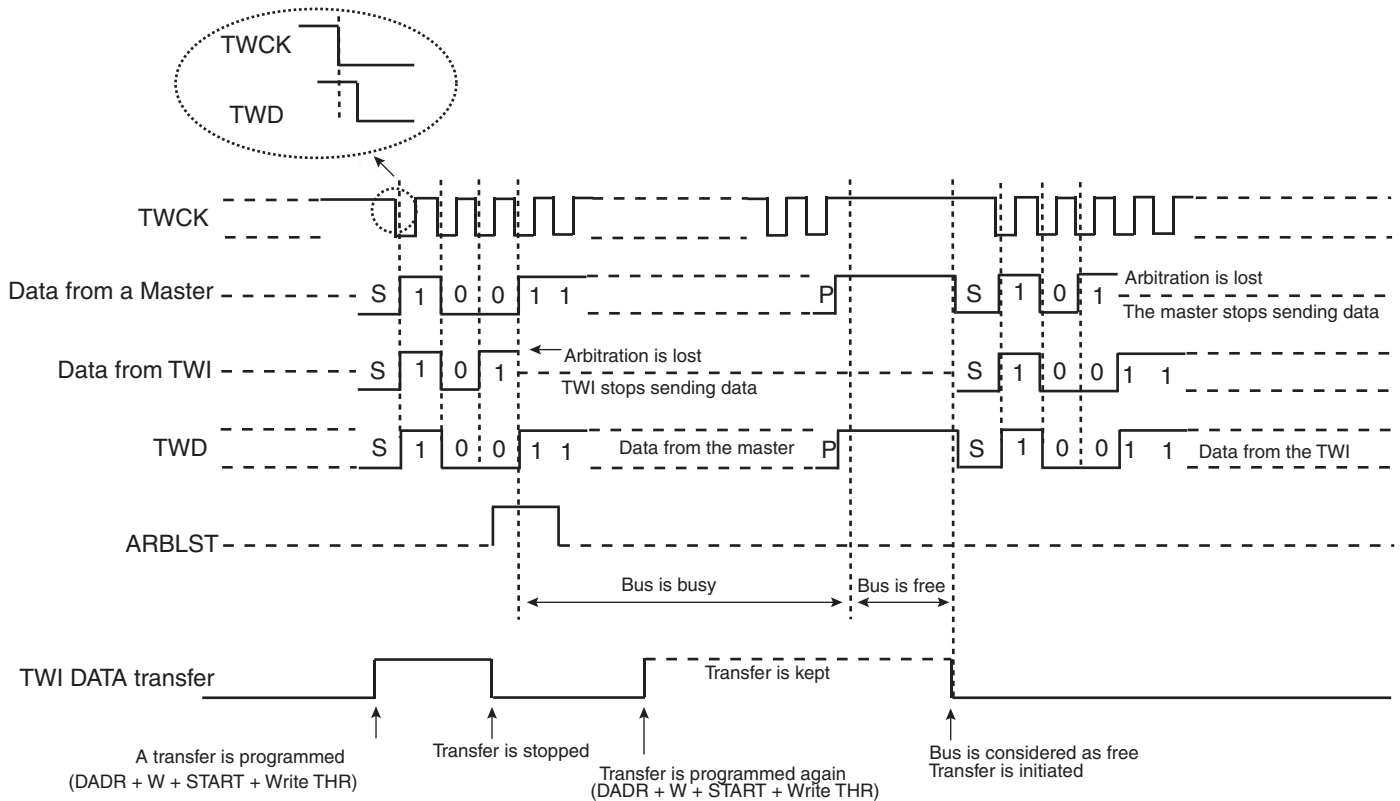 TWCK
TWD
TWCK
Data from a Master
S 1 0 0 1 1
P
S 1 0 1
Arbitration is lost
The master stops sending data
Data from TWI
S 1 0 1
Arbitration is lost
TWI stops sending data
S 1 0 0 1 1
TWD
S 1 0 0 1 1
Data from the master
P
S 1 0 0 1 1
Data from the TWI
ARBLST
Bus is busy
Bus is free
TWI DATA transfer
Transfer is kept
A transfer is programmed
(DADR + W + START + Write THR)
Transfer is stopped
Transfer is programmed again
(DADR + W + START + Write THR)
Bus is considered as free
Transfer is initiated